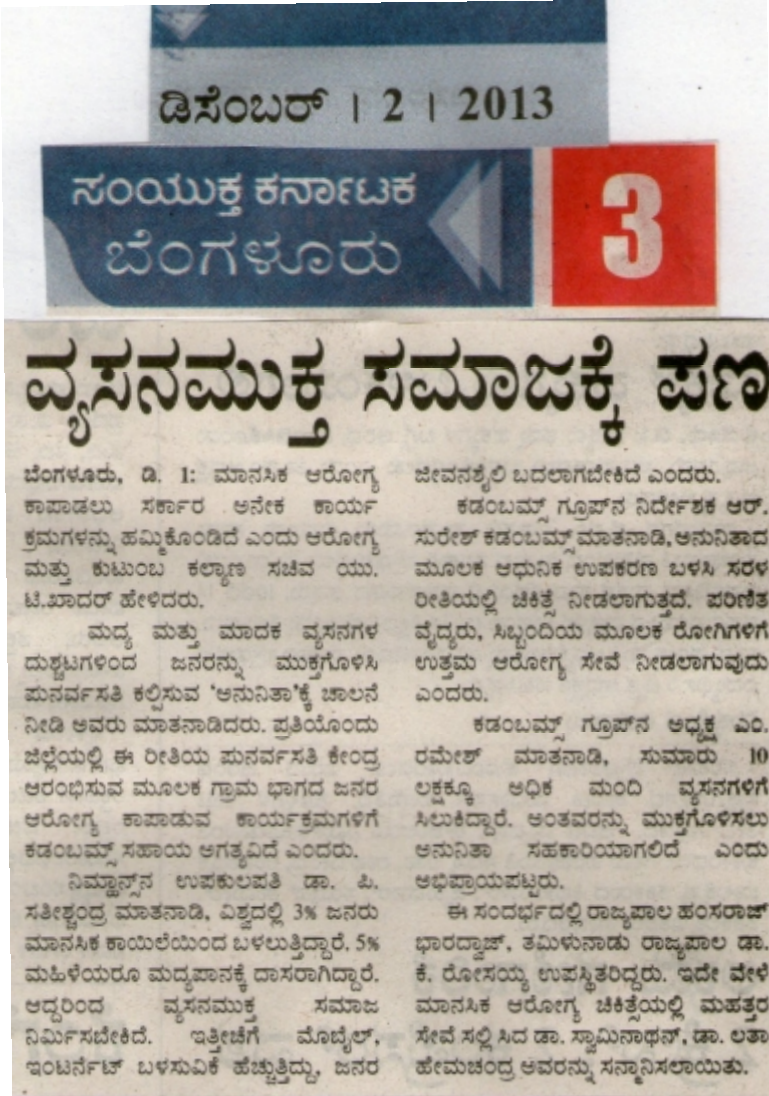 ಡಿಸೆಂಬರ್ । 2 । 2013
ಸಂಯುಕ್ತ ಕರ್ನಾಟಕ
ಬೆಂಗಳೂರು
3
ವ್ಯಸನಮುಕ್ತ ಸಮಾಜಕ್ಕೆ ಪಣ
ಬೆಂಗಳೂರು, ಡಿ. 1: ಮಾನಸಿಕ ಆರೋಗ್ಯ
ಕಾಪಾಡಲು ಸರ್ಕಾರ ಅನೇಕ ಕಾರ್ಯ
ಕ್ರಮಗಳನ್ನು ಹಮ್ಮಿಕೊಂಡಿದೆ ಎಂದು ಆರೋಗ್ಯ
ಮತ್ತು ಕುಟುಂಬ ಕಲ್ಯಾಣ ಸಚಿವ ಯು.
ಟಿ.ಖಾದರ್ ಹೇಳಿದರು.
ಮದ್ಯ ಮತ್ತು ಮಾದಕ ವ್ಯಸನಗಳ
ದುಶ್ಚಟಗಳಿಂದ ಜನರನ್ನು ಮುಕ್ತಗೊಳಿಸಿ
ಪುನರ್ವಸತಿ ಕಲ್ಪಿಸುವ 'ಅನುನಿತಾ'ಕ್ಕೆ ಚಾಲನೆ
ನೀಡಿ ಅವರು ಮಾತನಾಡಿದರು. ಪ್ರತಿಯೊಂದು
ಜಿಲ್ಲೆಯಲ್ಲಿ ಈ ರೀತಿಯ ಪುನರ್ವಸತಿ ಕೇಂದ್ರ
ಆರಂಭಿಸುವ ಮೂಲಕ ಗ್ರಾಮ ಭಾಗದ ಜನರ
ಆರೋಗ್ಯ ಕಾಪಾಡುವ ಕಾರ್ಯಕ್ರಮಗಳಿಗೆ
ಕಡಂಬಮ್ಸ್ ಸಹಾಯ ಅಗತ್ಯವಿದೆ ಎಂದರು.
ನಿಮ್ಹಾನ್ಸ್‌ನ ಉಪಕುಲಪತಿ ಡಾ. ಪಿ.
ಸತೀಶ್ಚಂದ್ರ ಮಾತನಾಡಿ, ವಿಶ್ವದಲ್ಲಿ 3% ಜನರು
ಮಾನಸಿಕ ಕಾಯಿಲೆಯಿಂದ ಬಳಲುತ್ತಿದ್ದಾರೆ. 5%
ಮಹಿಳೆಯರೂ ಮದ್ಯಪಾನಕ್ಕೆ ದಾಸರಾಗಿದ್ದಾರೆ.
ಆದ್ದರಿಂದ ವ್ಯಸನಮುಕ್ತ ಸಮಾಜ
ನಿರ್ಮಿಸಬೇಕಿದೆ. ಇತ್ತೀಚೆಗೆ ಮೊಬೈಲ್,
ಇಂಟರ್ನೆಟ್ ಬಳಸುವಿಕೆ ಹೆಚ್ಚುತ್ತಿದ್ದು, ಜನರ
ಜೀವನಶೈಲಿ ಬದಲಾಗಬೇಕಿದೆ ಎಂದರು.
ಕಡಂಬಮ್ಸ್ ಗ್ರೂಪ್‌ನ ನಿರ್ದೇಶಕ ಆರ್.
ಸುರೇಶ್ ಕಡಂಬಮ್ಸ್ ಮಾತನಾಡಿ, ಅನುನಿತಾದ
ಮೂಲಕ ಆಧುನಿಕ ಉಪಕರಣ ಬಳಸಿ ಸರಳ
ರೀತಿಯಲ್ಲಿ ಚಿಕಿತ್ಸೆ ನೀಡಲಾಗುತ್ತದೆ. ಪರಿಣಿತ
ವೈದ್ಯರು, ಸಿಬ್ಬಂದಿಯ ಮೂಲಕ ರೋಗಿಗಳಿಗೆ
ಉತ್ತಮ ಆರೋಗ್ಯ ಸೇವೆ ನೀಡಲಾಗುವುದು
ಎಂದರು.
ಕಡಂಬಮ್ಸ್ ಗ್ರೂಪ್‌ನ ಅಧ್ಯಕ್ಷ ಎಂ.
ರಮೇಶ್ ಮಾತನಾಡಿ, ಸುಮಾರು 10
ಲಕ್ಷಕ್ಕೂ ಅಧಿಕ ಮಂದಿ ವ್ಯಸನಗಳಿಗೆ
ಸಿಲುಕಿದ್ದಾರೆ. ಅಂತವರನ್ನು ಮುಕ್ತಗೊಳಿಸಲು
ಅನುನಿತಾ ಸಹಕಾರಿಯಾಗಲಿದೆ ಎಂದು
ಅಭಿಪ್ರಾಯಪಟ್ಟರು.
ಈ ಸಂದರ್ಭದಲ್ಲಿ ರಾಜ್ಯಪಾಲ ಹಂಸರಾಜ್
ಭಾರದ್ವಾಜ್, ತಮಿಳುನಾಡು ರಾಜ್ಯಪಾಲ ಡಾ.
ಕೆ. ರೋಸಯ್ಯ ಉಪಸ್ಥಿತರಿದ್ದರು. ಇದೇ ವೇಳೆ
ಮಾನಸಿಕ ಆರೋಗ್ಯ ಚಿಕಿತ್ಸೆಯಲ್ಲಿ ಮಹತ್ತರ
ಸೇವೆ ಸಲ್ಲಿಸಿದ ಡಾ. ಸ್ವಾಮಿನಾಥನ್, ಡಾ. ಲತಾ
ಹೇಮಚಂದ್ರ ಅವರನ್ನು ಸನ್ಮಾನಿಸಲಾಯಿತು.